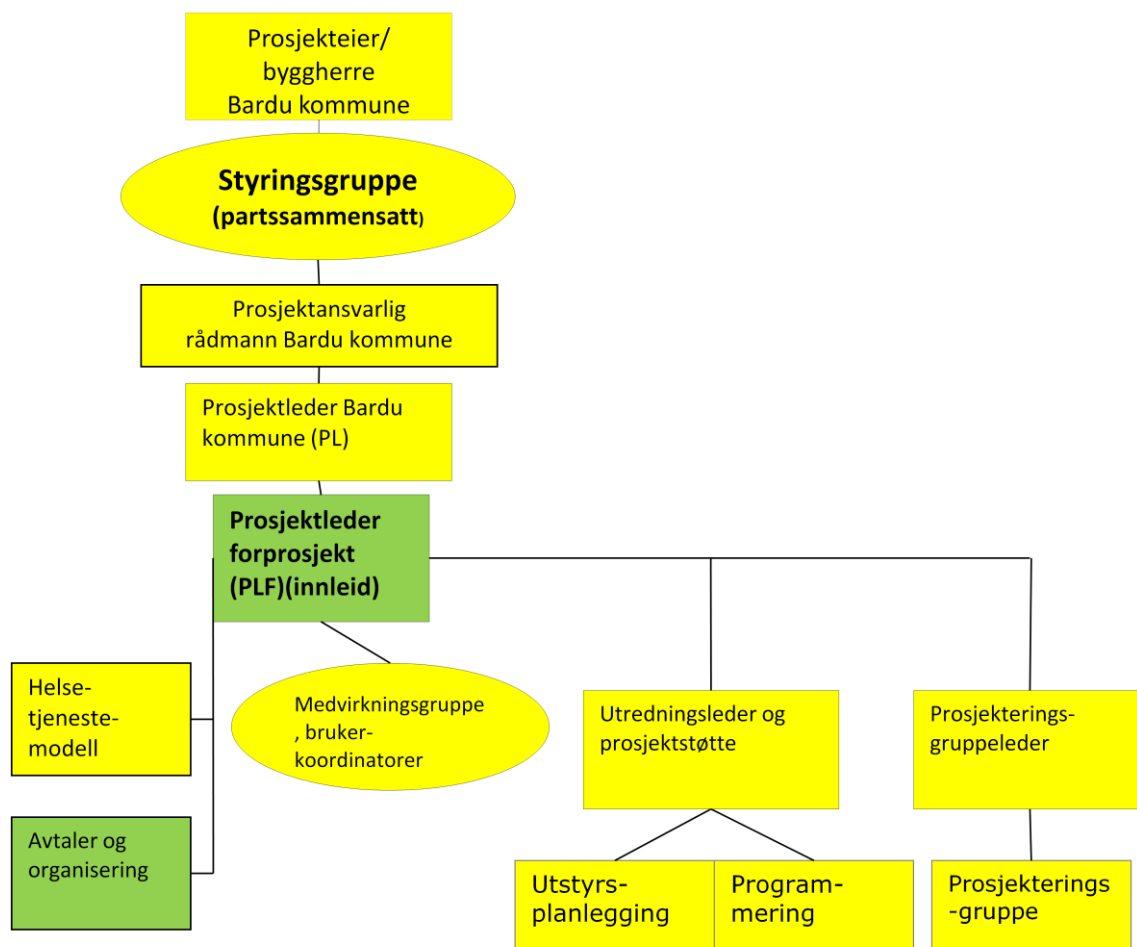 Prosjekteier/
byggherre
Bardu kommune
Styringsgruppe
(partssammensatt)
Prosjektansvarlig
rådmann Bardu kommune
Prosjektleder Bardu
kommune (PL)
Prosjektleder
forprosjekt
(PLF)(innleid)
Helse-
tjeneste-
modell
Medvirkningsgruppe
, bruker-
koordinatorer
Utredningsleder og
prosjektstøtte
Prosjekterings-
gruppeleder
Avtaler og
organisering
Utstyrs-
planlegging
Program-
mering
Prosjekterings
-gruppe